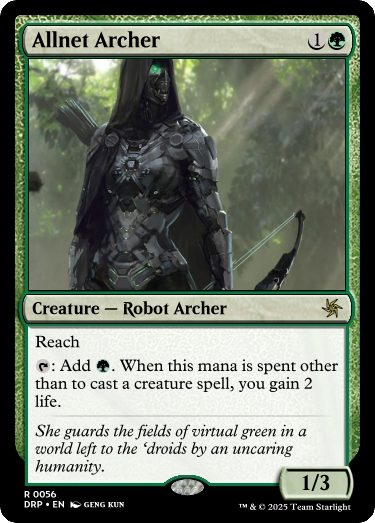 Allnet Archer 1
Creature — Robot Archer
Reach
: Add . When this mana is spent other
than to cast a creature spell, you gain 2
life.
She guards the fields of virtual green in a
world left to the ‘droids by an uncaring
humanity.
1/3
R 0056
DRP • EN GENG KUN
™ & © 2025 Team Starlight